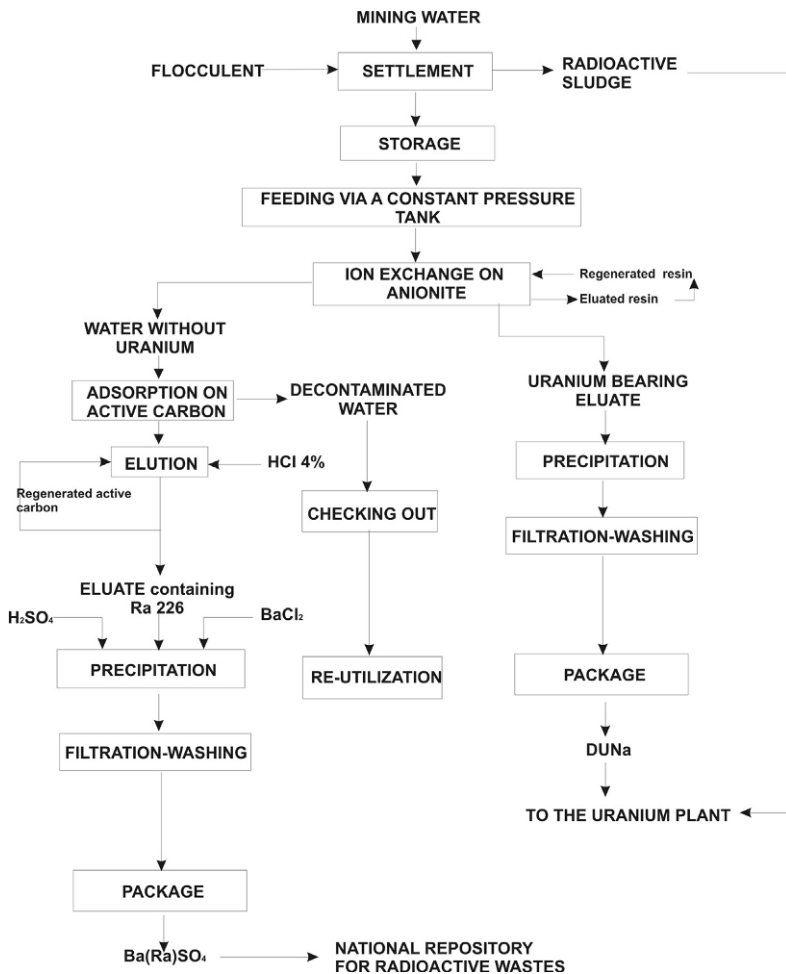 MINING WATER
FLOCCULENT
SETTLEMENT
RADIOACTIVE
SLUDGE
STORAGE
FEEDING VIA A CONSTANT PRESSURE
TANK
ION EXCHANGE ON
ANIONITE
Regenerated resin
Eluated resin
WATER WITHOUT
URANIUM
ADSORPTION ON
ACTIVE CARBON
DECONTAMINATED
WATER
URANIUM BEARING
ELUATE
ELUTION
HCl 4%
PRECIPITATION
Regenerated active
carbon
CHECKING OUT
FILTRATION-WASHING
ELUATE containing
Ra 226
H₂SO₄
BaCl₂
PRECIPITATION
RE-UTILIZATION
PACKAGE
FILTRATION-WASHING
DUNa
TO THE URANIUM PLANT
PACKAGE
Ba(Ra)SO₄
NATIONAL REPOSITORY
FOR RADIOACTIVE WASTES